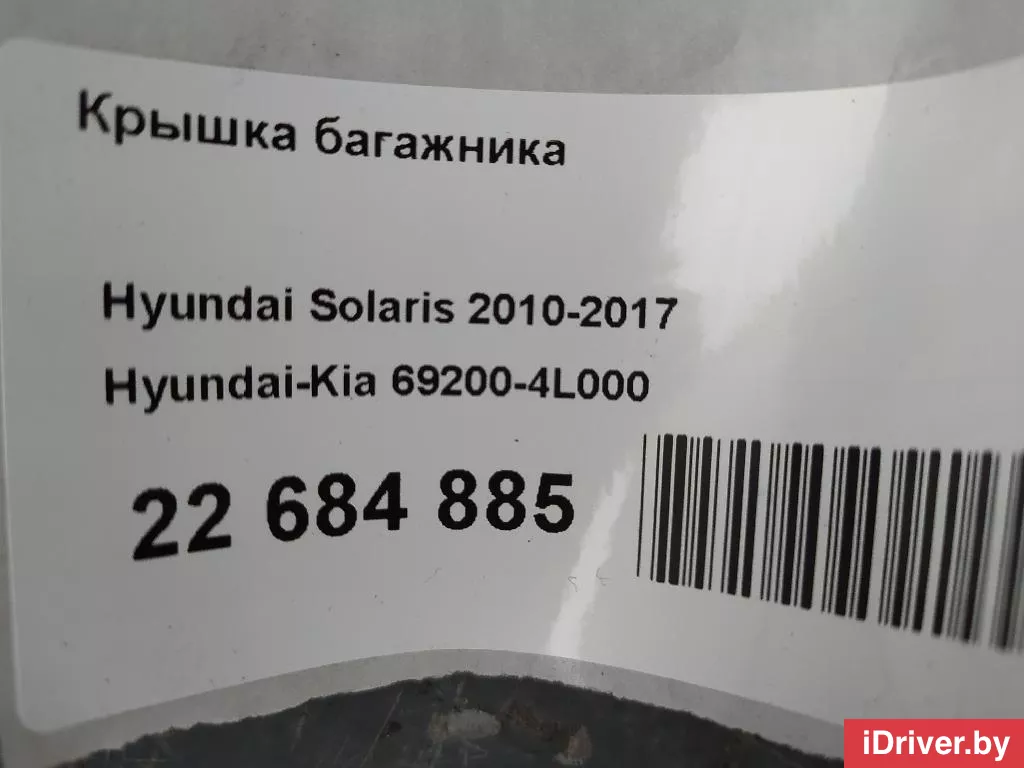 Крышка багажника
Hyundai Solaris 2010-2017
Hyundai-Kia 69200-4L000
22 684 885
iDriver.by